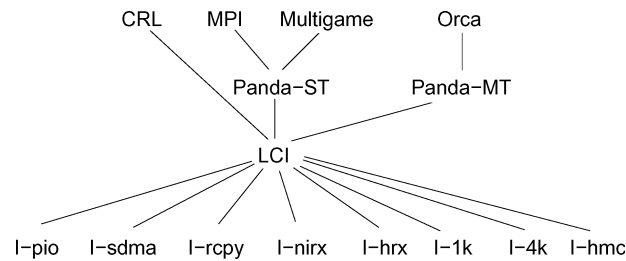 CRL MPI Multigame Orca
Panda-ST Panda-MT
LCI
I-pio I-sdma I-rcpy I-nirx I-hrx I-1k I-4k I-hmc